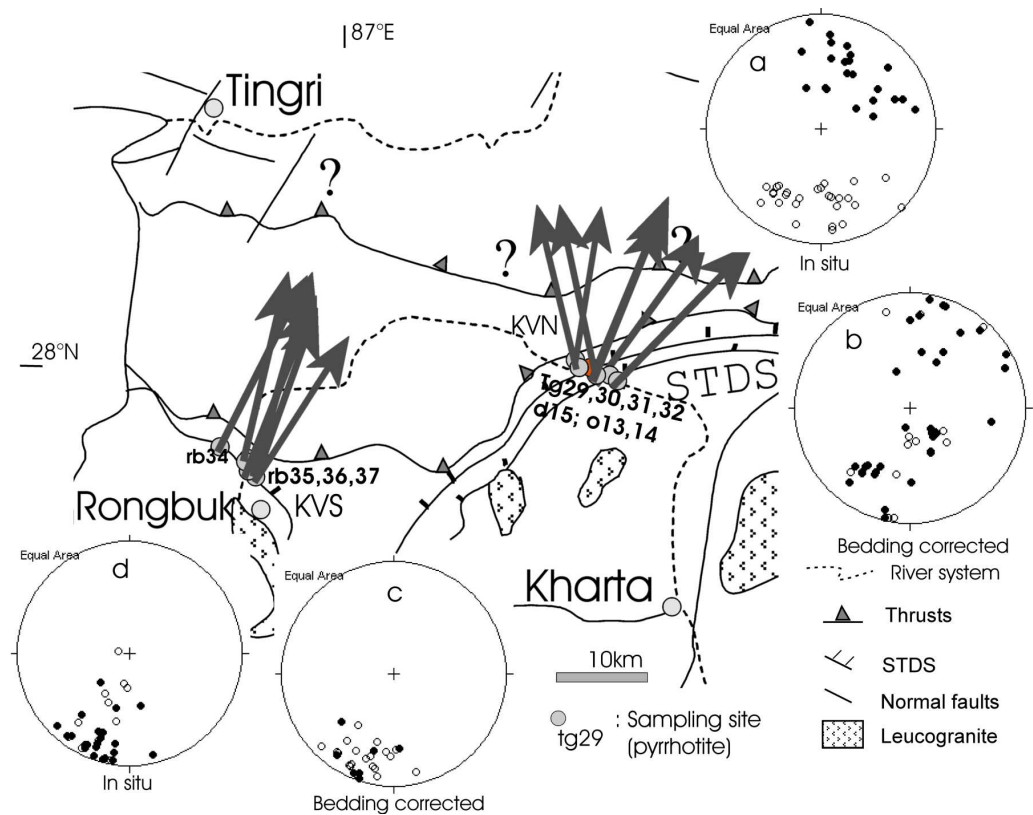 87°E
Equal Area
a
In situ
Tingri
?
?
?
28°N
KVN
STDS
Tg29,30,31,32
d15; o13,14
rb34
rb35,36,37
Rongbuk
KVS
Equal Area
b
Bedding corrected
River system
Thrusts
STDS
Normal faults
Leucogranite
Kharta
10km
tg29
: Sampling site
(pyrrhotite)
Equal Area
d
In situ
Equal Area
c
Bedding corrected